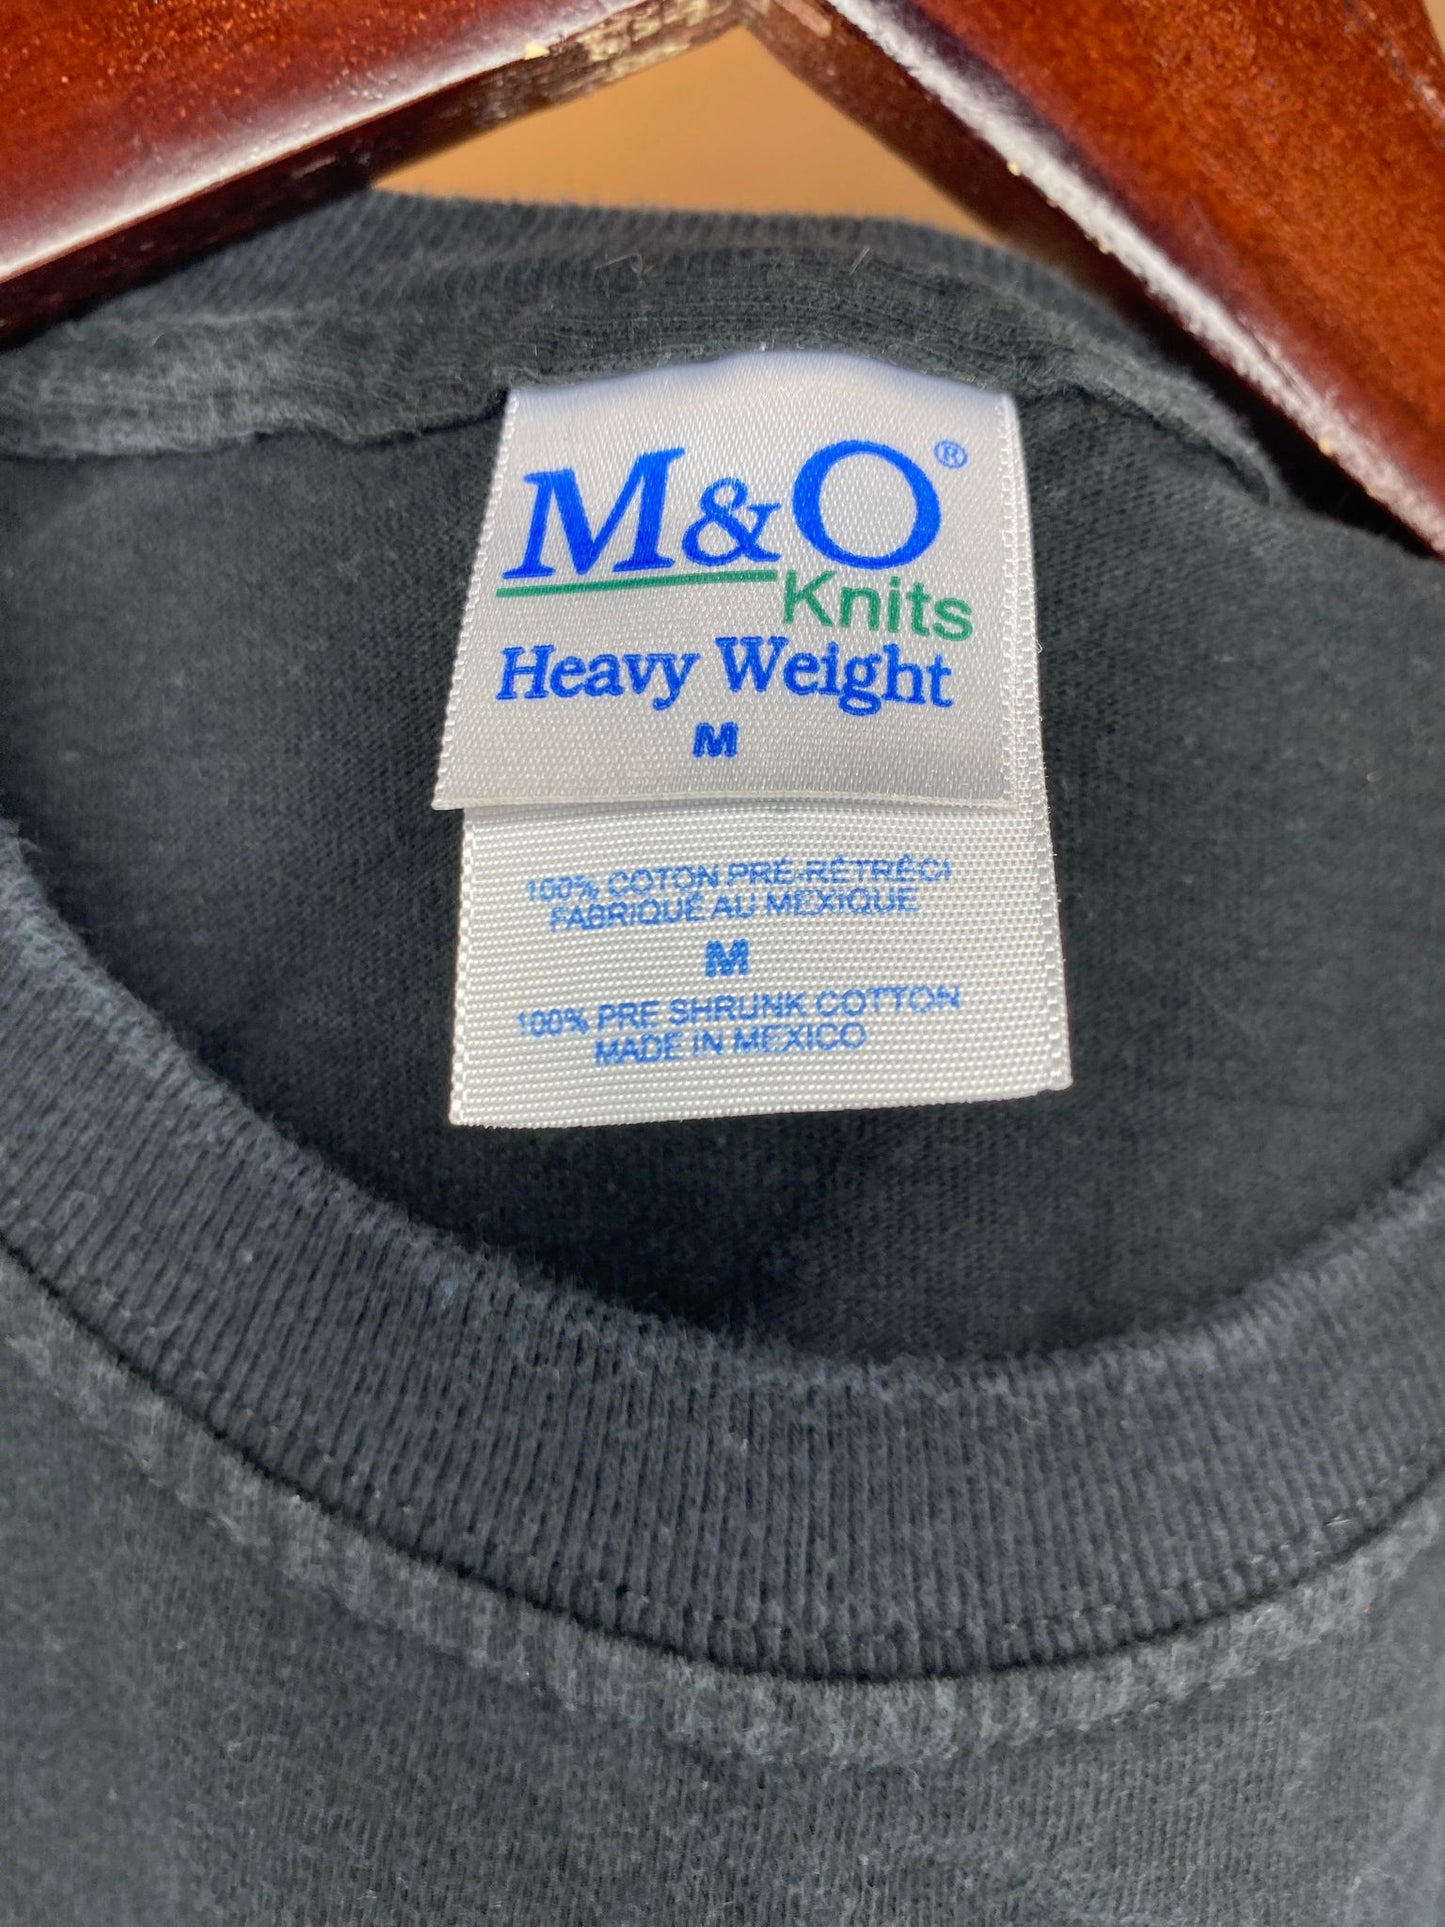 M&O®
Knits
Heavy Weight
M
100% COTON PRÉ-RÉTRÉCI
FABRIQUÉ AU MEXIQUE
M
100% PRE SHRUNK COTTON
MADE IN MEXICO